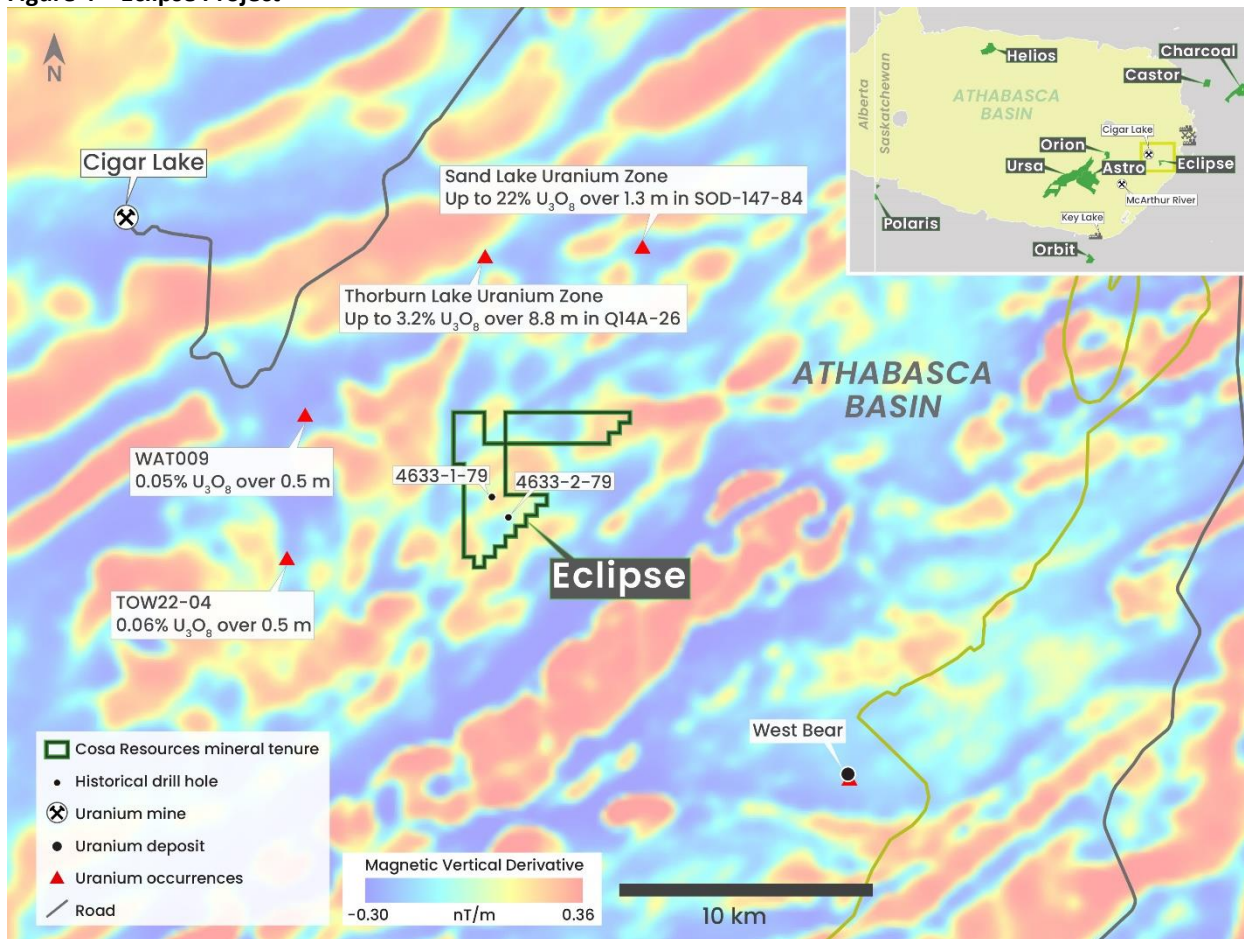 Figure 4 – Eclipse Project
N
Cigar Lake
Sand Lake Uranium Zone
Up to 22% U₃O₈ over 1.3 m in SOD-147-84
Thorburn Lake Uranium Zone
Up to 3.2% U₃O₈ over 8.8 m in Q14A-26
WAT009
0.05% U₃O₈ over 0.5 m
TOW22-04
0.06% U₃O₈ over 0.5 m
4633-1-79
4633-2-79
Eclipse
ATHABASCA
BASIN
West Bear
Alberta
Saskatchewan
Helios
Charcoal
Castor
ATHABASCA
BASIN
Cigar Lake
Orion
Ursa
Astro
Eclipse
McArthur River
Polaris
Key Lake
Orbit
Cosa Resources mineral tenure
Historical drill hole
Uranium mine
Uranium deposit
Uranium occurrences
Road
Magnetic Vertical Derivative
-0.30 nT/m 0.36
10 km